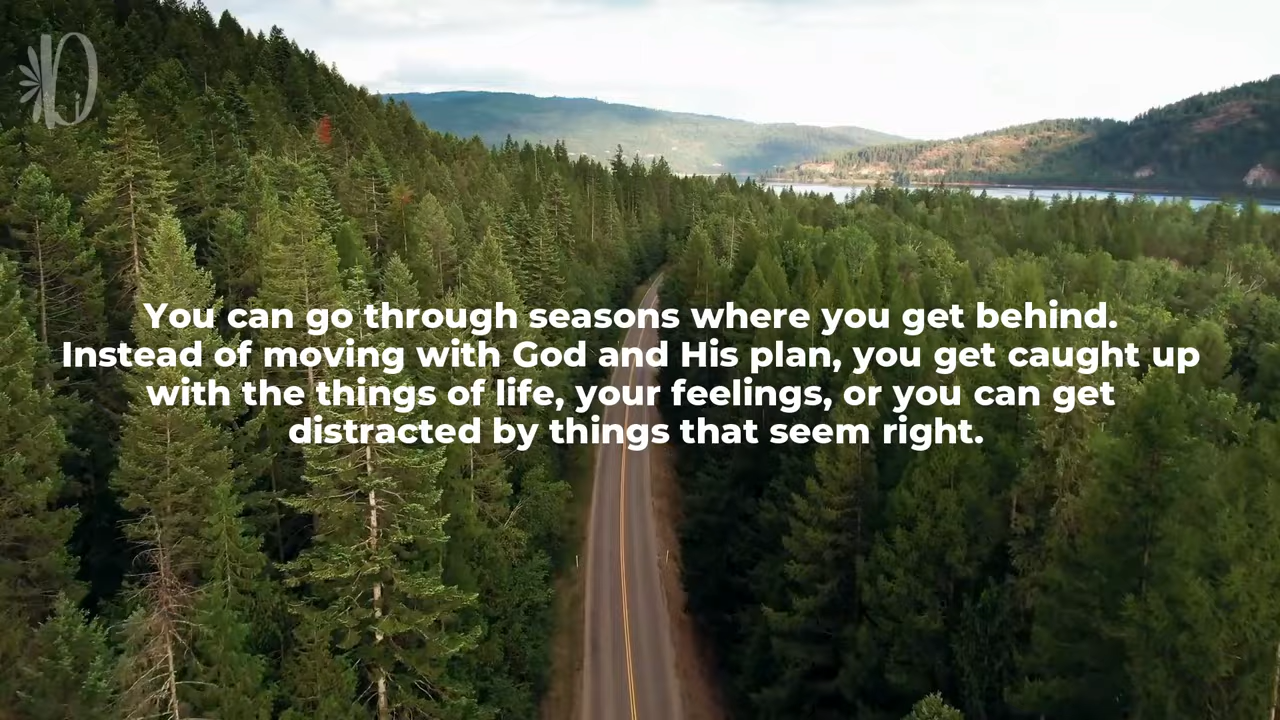 You can go through seasons where you get behind.
Instead of moving with God and His plan, you get caught up
with the things of life, your feelings, or you can get
distracted by things that seem right.